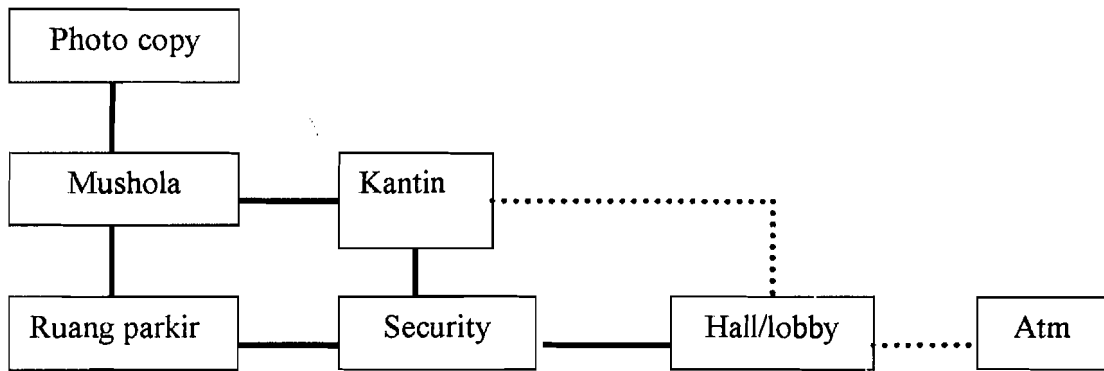 Photo copy
Mushola
Kantin
Ruang parkir
Security
Hall/lobby
Atm